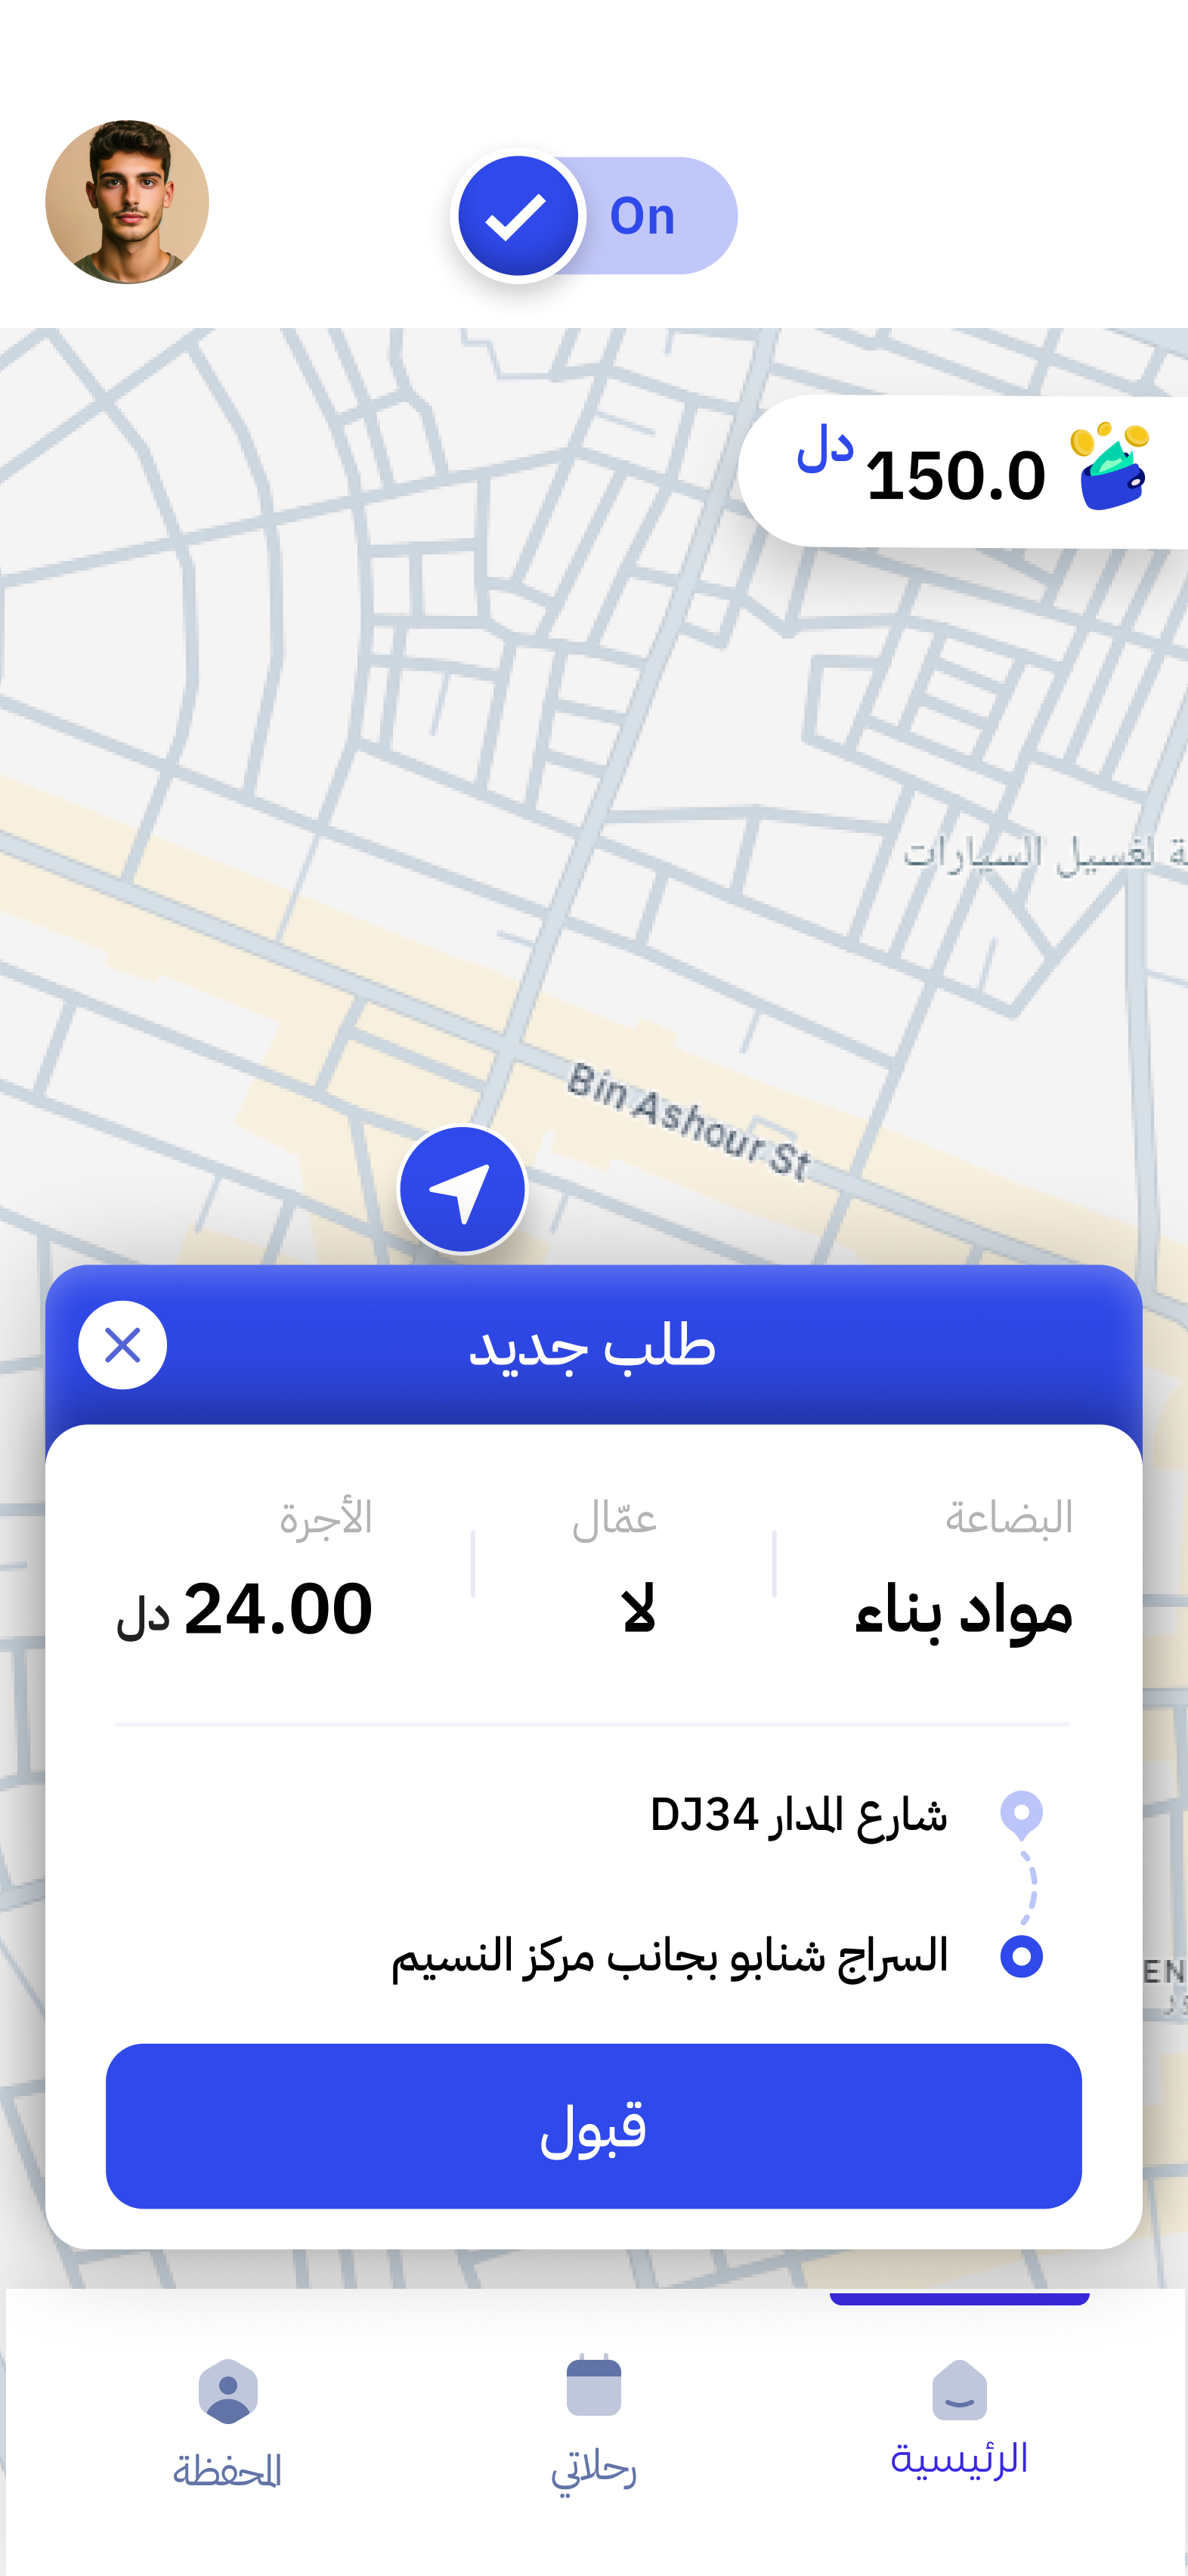 On
150.0 دل
لغسيل السيارات
Bin Ashour St
طلب جديد
البضاعة
عمّال
الأجرة
مواد بناء
لا
24.00 دل
شارع المدار DJ34
السراج شنابو بجانب مركز النسيم
EN
قبول
الرئيسية
رحلاتي
المحفظة